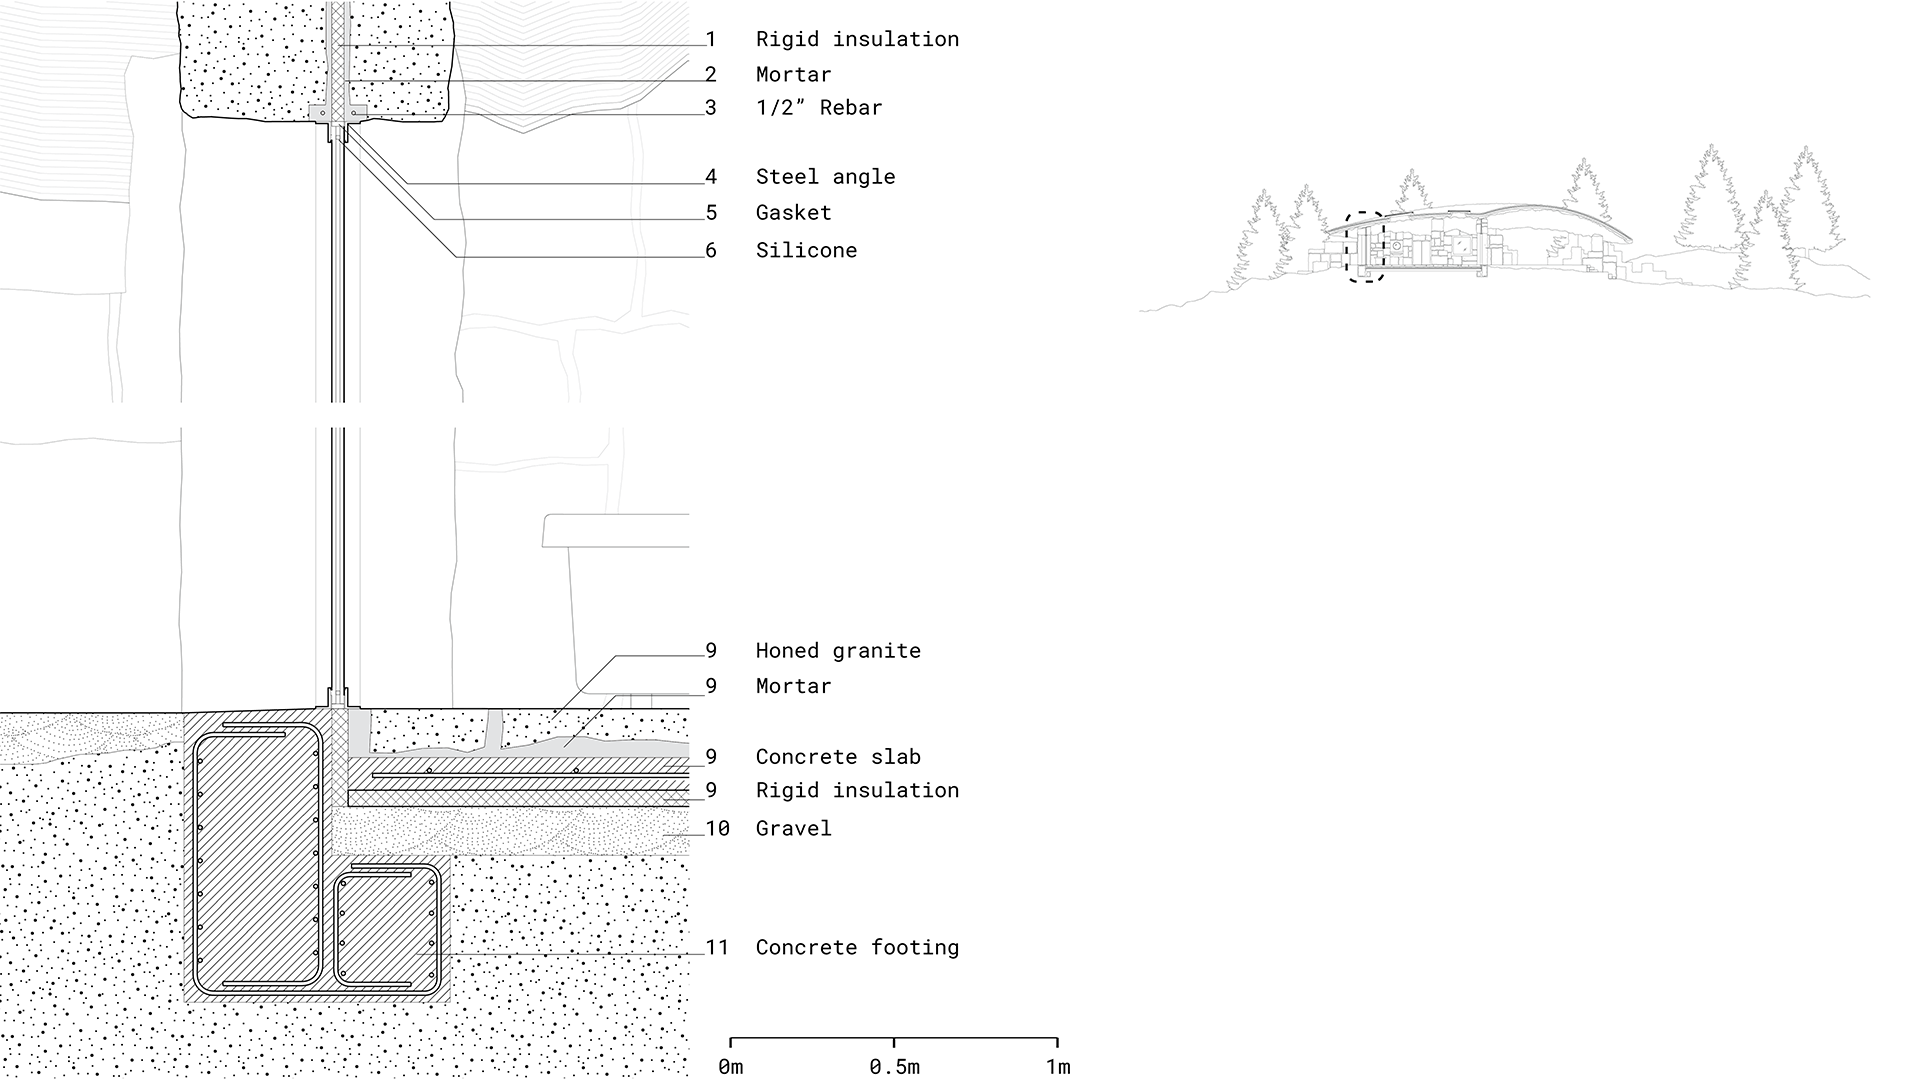 1 Rigid insulation
2 Mortar
3 1/2” Rebar
4 Steel angle
5 Gasket
6 Silicone
9 Honed granite
9 Mortar
9 Concrete slab
9 Rigid insulation
10 Gravel
11 Concrete footing
0m 0.5m 1m